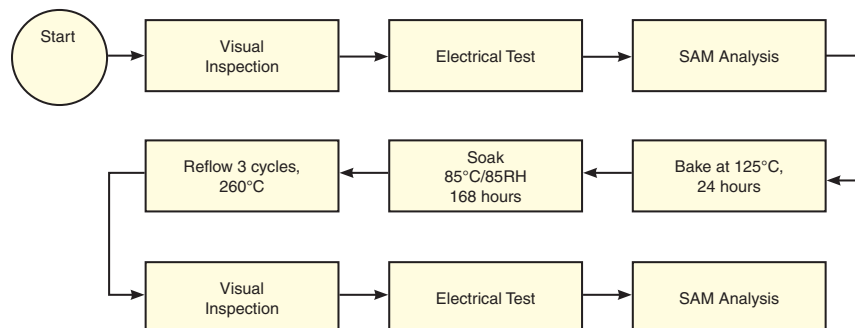 Start
Visual
Inspection
Electrical Test
SAM Analysis
Bake at 125°C,
24 hours
Soak
85°C/85RH
168 hours
Reflow 3 cycles,
260°C
Visual
Inspection
Electrical Test
SAM Analysis